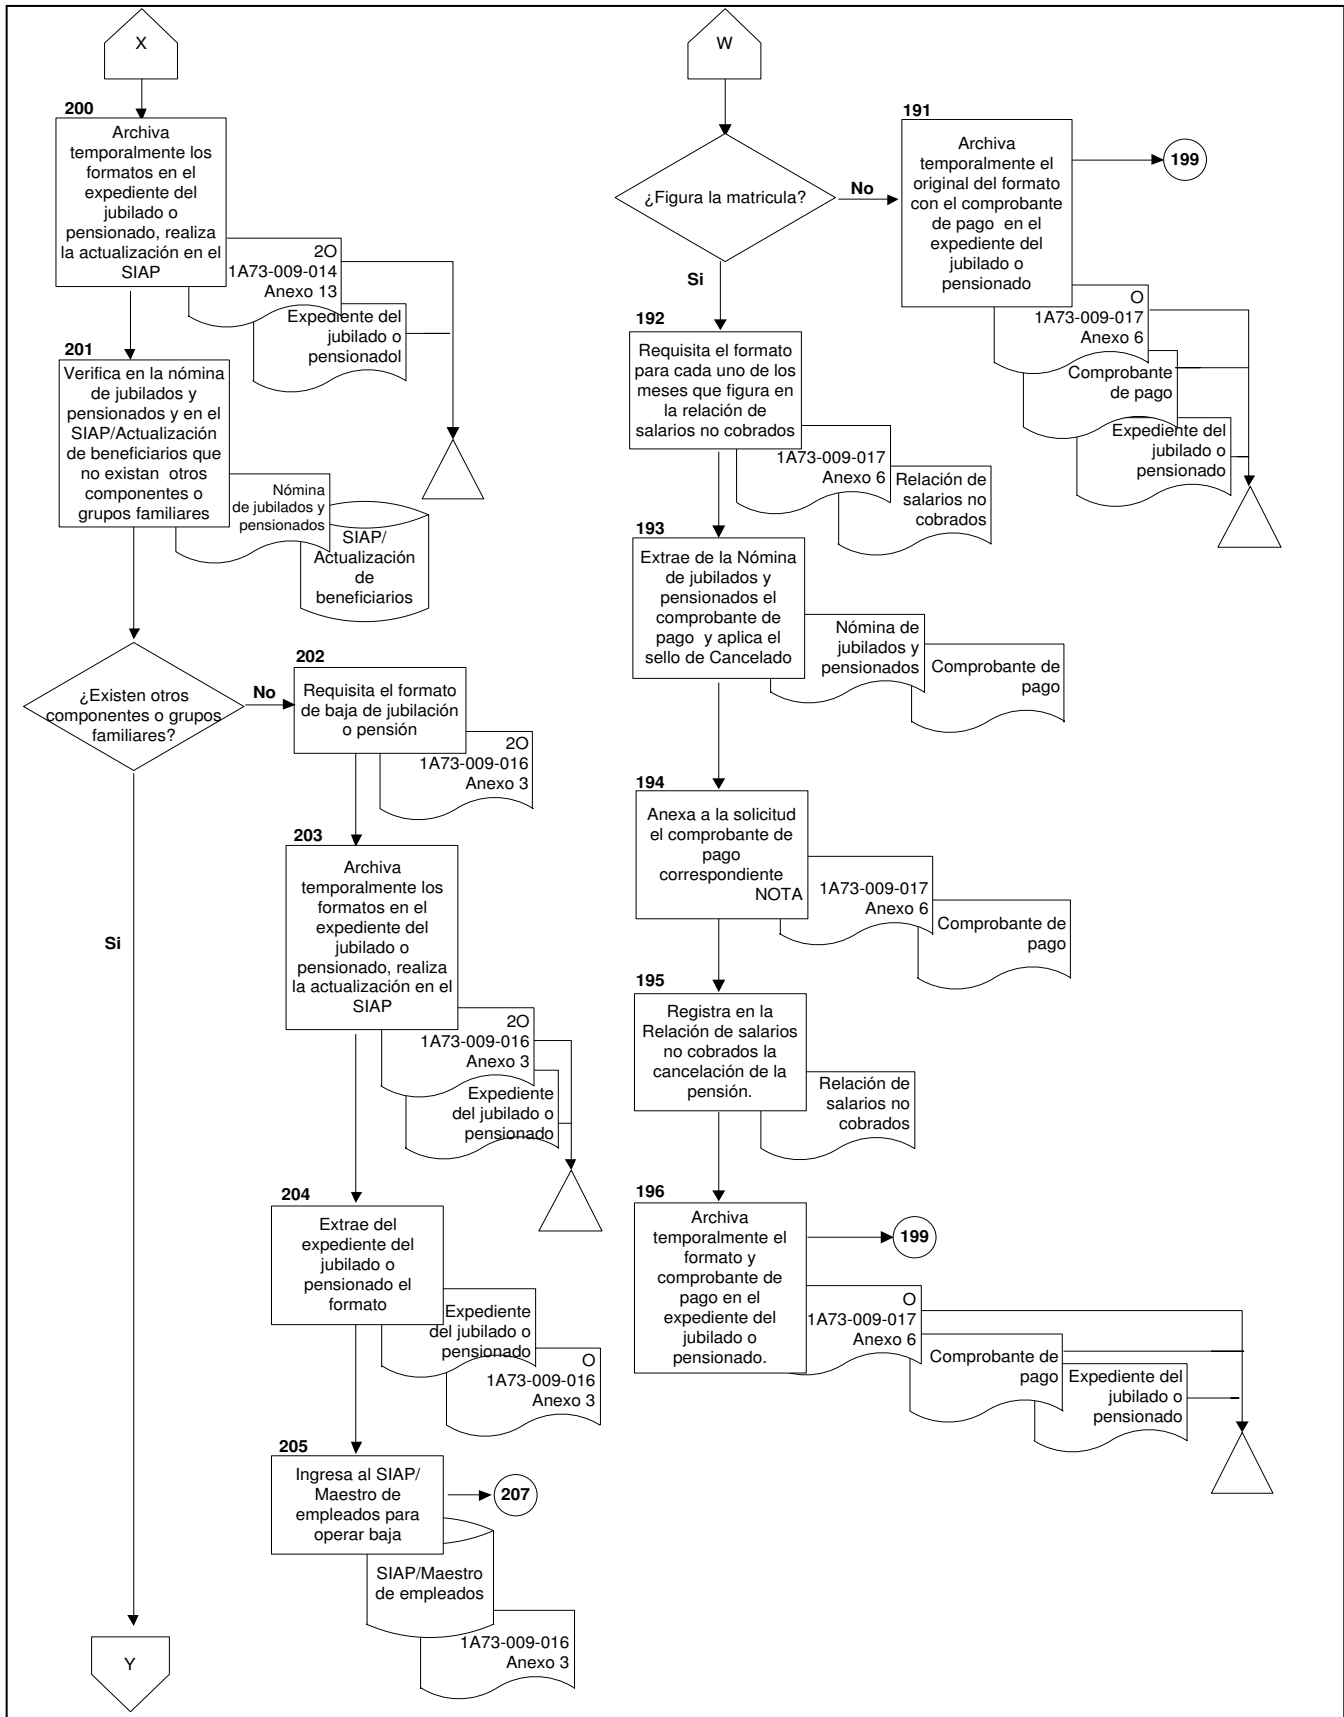 X
200
Archiva
temporalmente los
formatos en el
expediente del
jubilado o
pensionado, realiza
la actualización en el
SIAP
2O
1A73-009-014
Anexo 13
Expediente del
jubilado o
pensionadol
201
Verifica en la nómina
de jubilados y
pensionados y en el
SIAP/Actualización
de beneficiarios que
no existan otros
componentes o
grupos familiares
Nómina
de jubilados y
pensionados
SIAP/
Actualización
de
beneficiarios
¿Existen otros
componentes o grupos
familiares?
No
Si
202
Requisita el formato
de baja de jubilación
o pensión
2O
1A73-009-016
Anexo 3
203
Archiva
temporalmente los
formatos en el
expediente del
jubilado o
pensionado, realiza
la actualización en el
SIAP
2O
1A73-009-016
Anexo 3
Expediente
del jubilado o
pensionado
204
Extrae del
expediente del
jubilado o
pensionado el
formato
Expediente
del jubilado o
pensionado
O
1A73-009-016
Anexo 3
205
Ingresa al SIAP/
Maestro de
empleados para
operar baja
207
SIAP/Maestro
de empleados
1A73-009-016
Anexo 3
Y
W
¿Figura la matricula?
No
Si
191
Archiva
temporalmente el
original del formato
con el comprobante
de pago en el
expediente del
jubilado o
pensionado
199
O
1A73-009-017
Anexo 6
Comprobante
de pago
Expediente del
jubilado o
pensionado
192
Requisita el formato
para cada uno de los
meses que figura en
la relación de
salarios no cobrados
1A73-009-017
Anexo 6
Relación de
salarios no
cobrados
193
Extrae de la Nómina
de jubilados y
pensionados el
comprobante de
pago y aplica el
sello de Cancelado
Nómina de
jubilados y
pensionados
Comprobante de
pago
194
Anexa a la solicitud
el comprobante de
pago
correspondiente
NOTA
1A73-009-017
Anexo 6
Comprobante de
pago
195
Registra en la
Relación de salarios
no cobrados la
cancelación de la
pensión.
Relación de
salarios no
cobrados
196
Archiva
temporalmente el
formato y
comprobante de
pago en el
expediente del
jubilado o
pensionado.
199
O
1A73-009-017
Anexo 6
Comprobante de
pago
Expediente del
jubilado o
pensionado